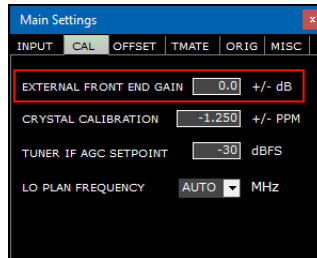 Main Settings x
INPUT CAL OFFSET TMATE ORIG MISC
EXTERNAL FRONT END GAIN 0.0 +/- dB
CRYSTAL CALIBRATION -1.250 +/- PPM
TUNER IF AGC SETPOINT -30 dBFS
LO PLAN FREQUENCY AUTO MHz